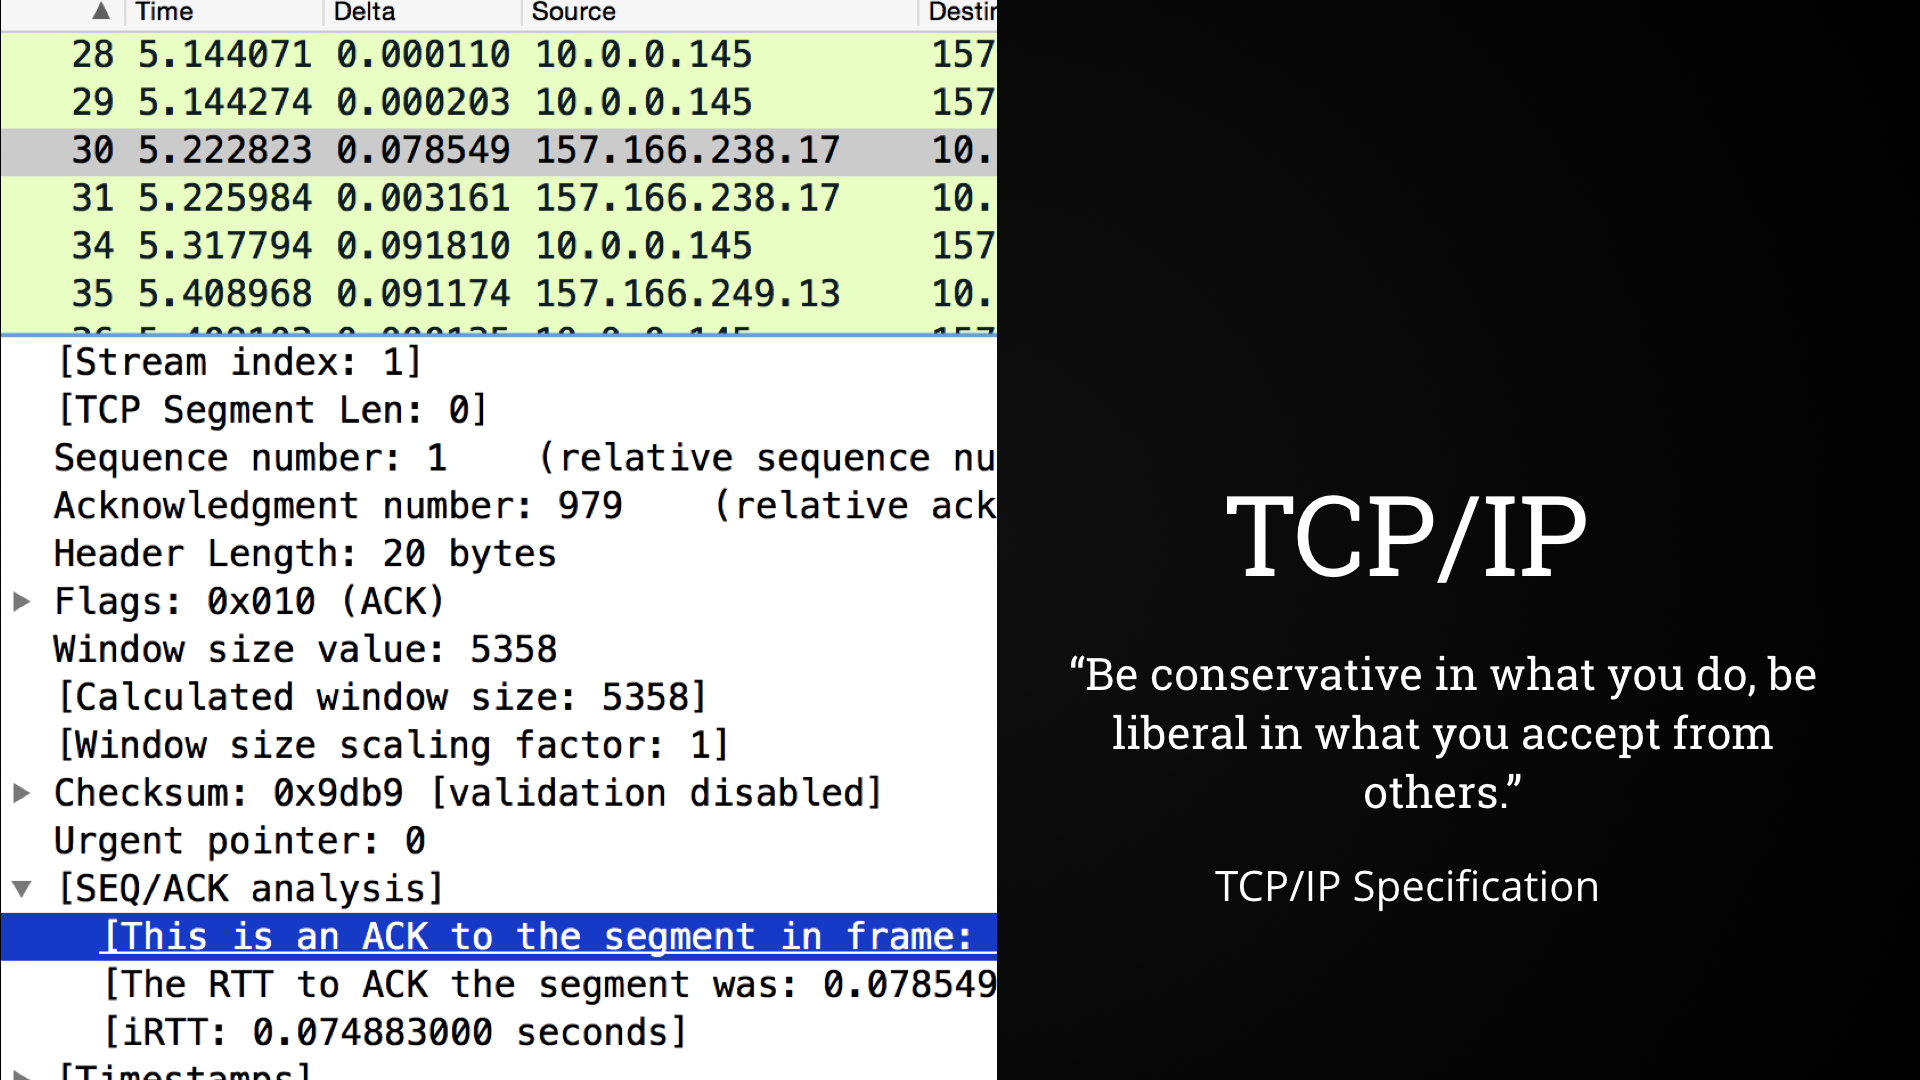 Time Delta Source Destin
28 5.144071 0.000110 10.0.0.145 157
29 5.144274 0.000203 10.0.0.145 157
30 5.222823 0.078549 157.166.238.17 10.
31 5.225984 0.003161 157.166.238.17 10.
34 5.317794 0.091810 10.0.0.145 157
35 5.408968 0.091174 157.166.249.13 10.
[Stream index: 1]
[TCP Segment Len: 0]
Sequence number: 1 (relative sequence nu
Acknowledgment number: 979 (relative ack
Header Length: 20 bytes
Flags: 0x010 (ACK)
Window size value: 5358
[Calculated window size: 5358]
[Window size scaling factor: 1]
Checksum: 0x9db9 [validation disabled]
Urgent pointer: 0
[SEQ/ACK analysis]
[This is an ACK to the segment in frame:
[The RTT to ACK the segment was: 0.078549
[iRTT: 0.074883000 seconds]
[Timestamps]
TCP/IP
“Be conservative in what you do, be
liberal in what you accept from
others.”
TCP/IP Specification